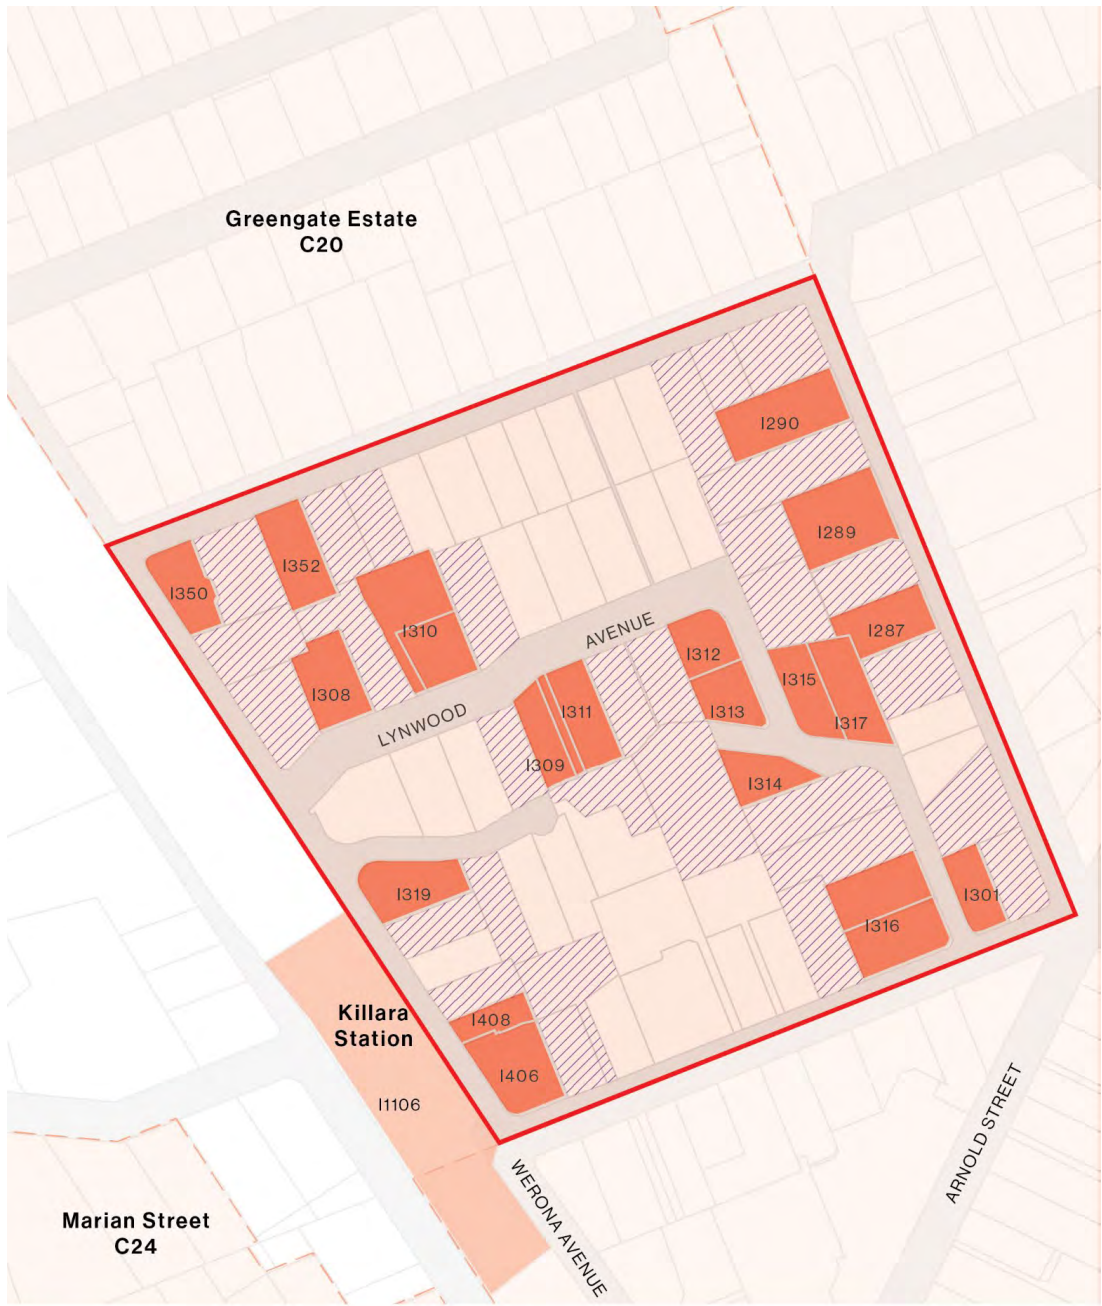 Greengate Estate
C20
I290
I289
I352
I350
I310
AVENUE
I287
I312
I315
I308
I311
I313
I317
LYNWOOD
I309
I314
I319
I301
I316
Killara
Station
I408
I406
I1106
ARNOLD STREET
WERONA AVENUE
Marian Street
C24